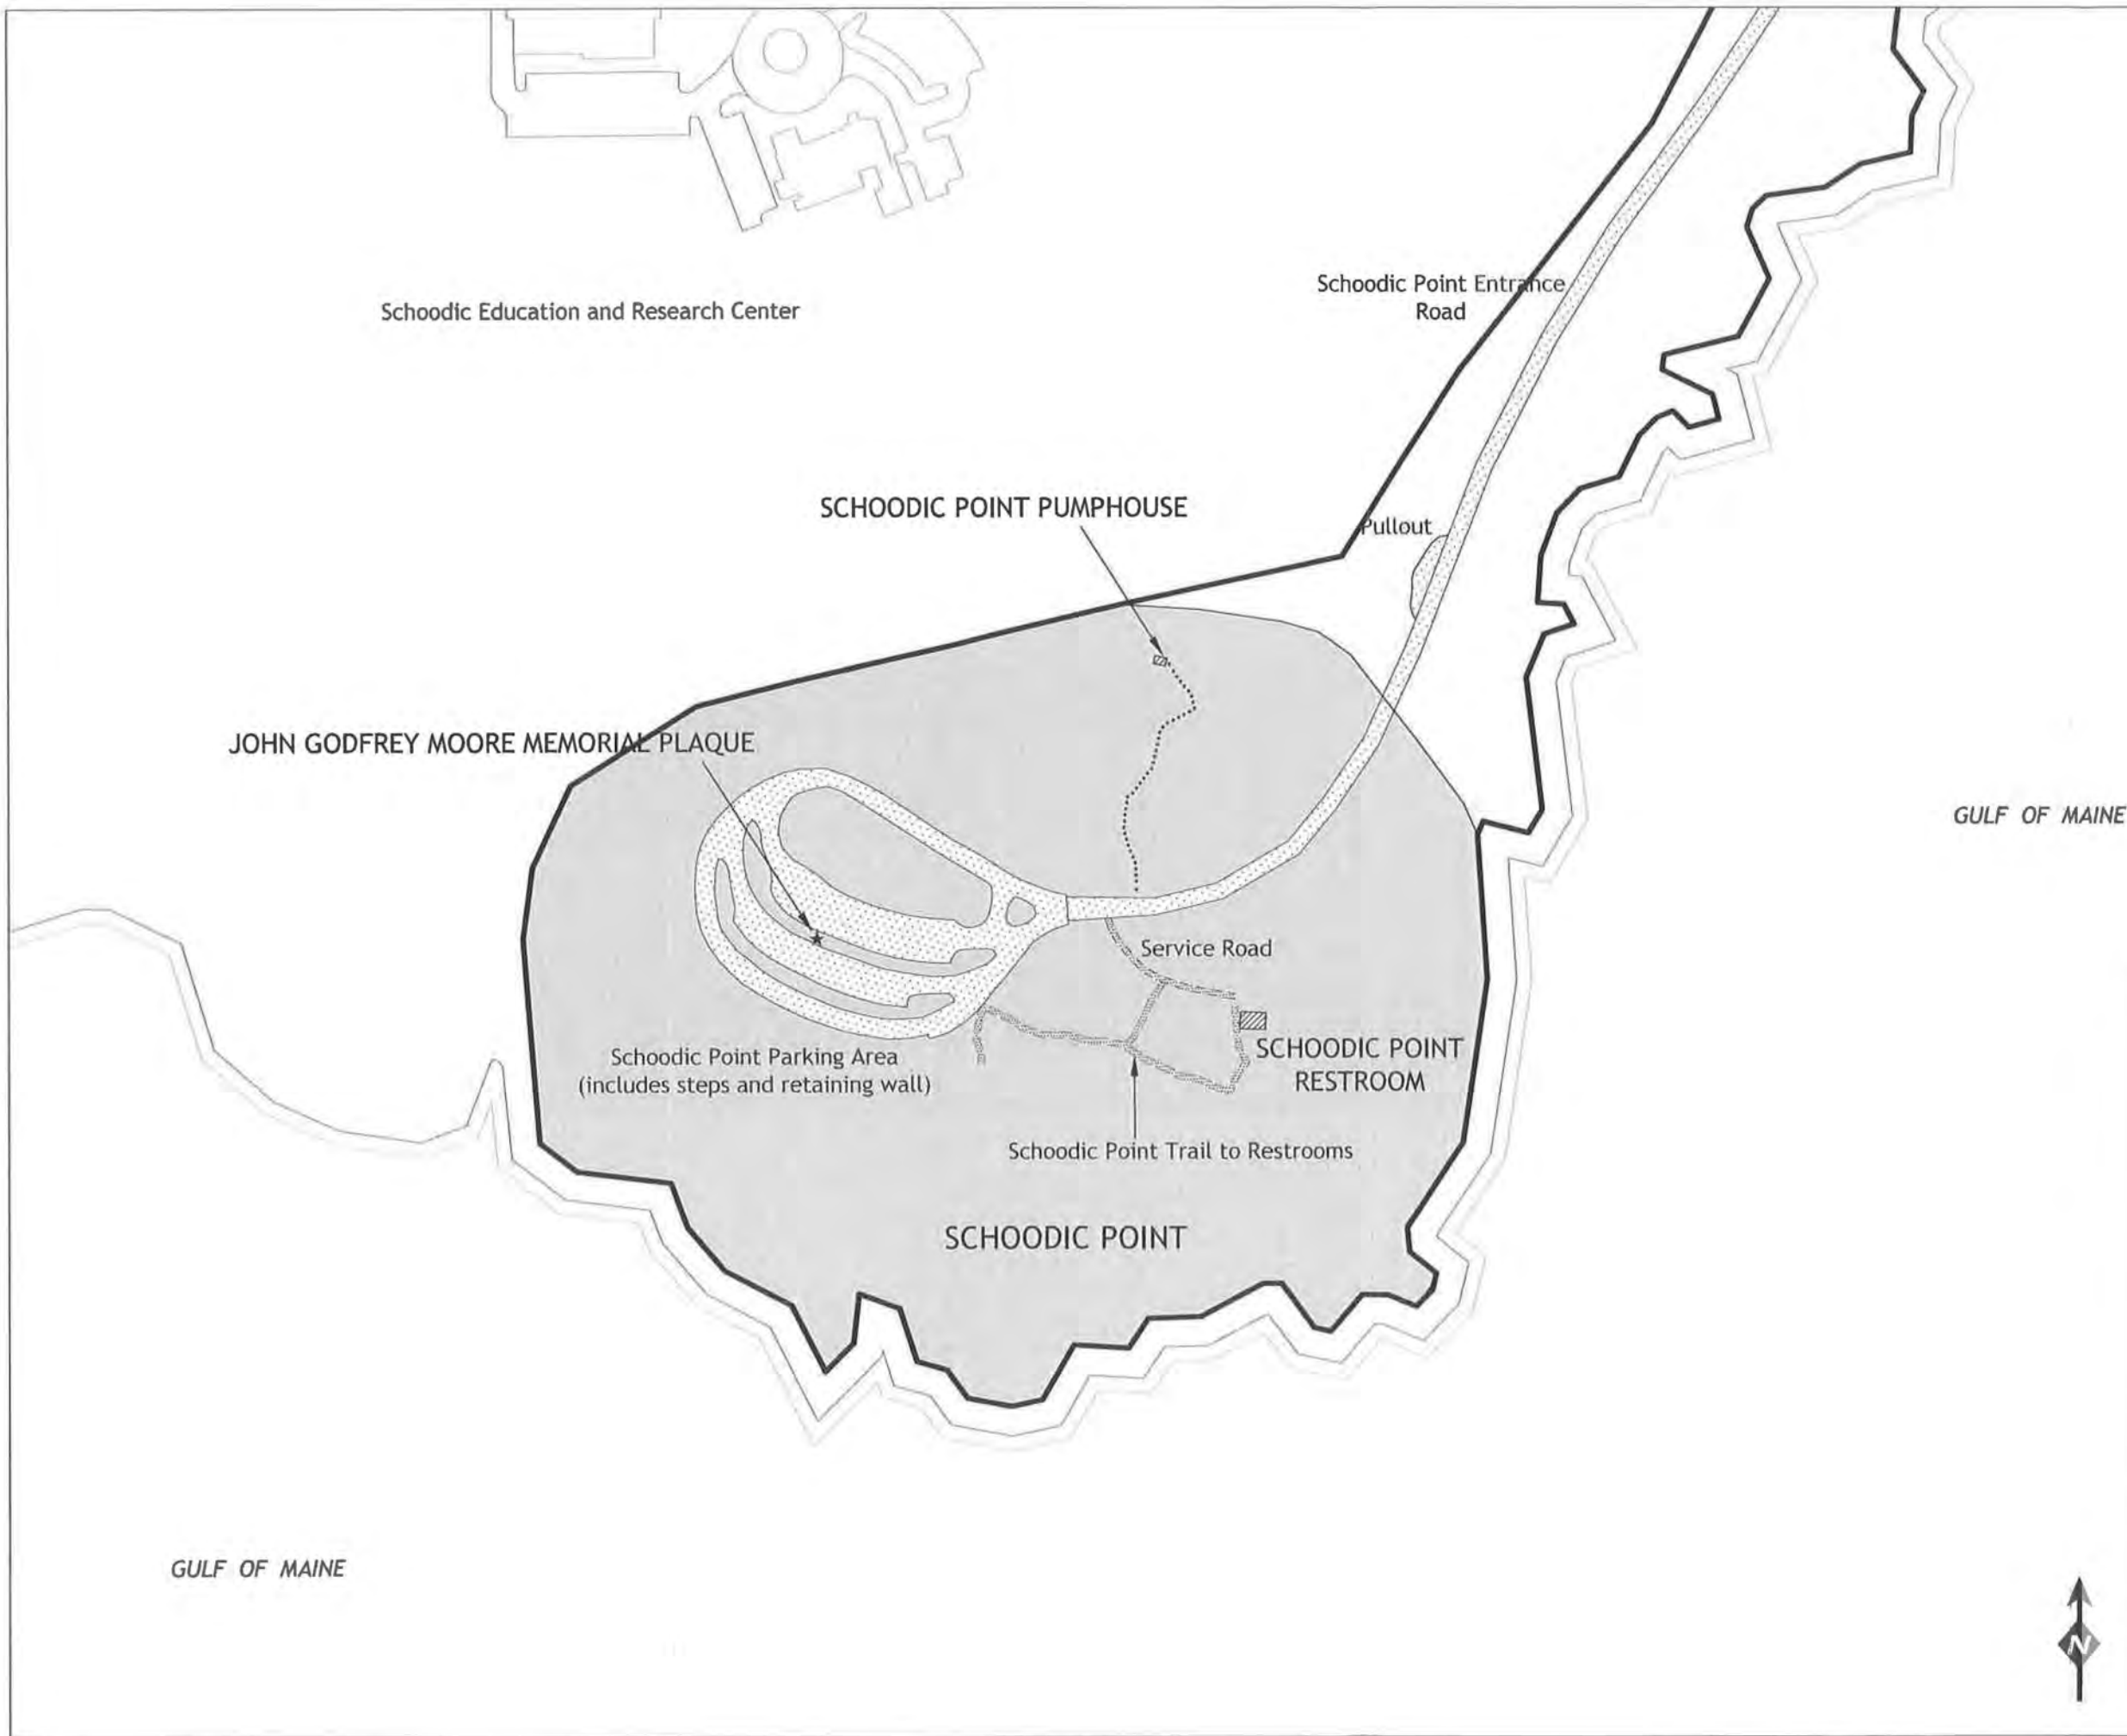 Schoodic Point Entrance
Road
Schoodic Education and Research Center
SCHOODIC POINT PUMPHOUSE
Pullout
JOHN GODFREY MOORE MEMORIAL PLAQUE
GULF OF MAINE
Service Road
SCHOODIC POINT
RESTROOM
Schoodic Point Parking Area
(includes steps and retaining wall)
Schoodic Point Trail to Restrooms
SCHOODIC POINT
GULF OF MAINE
N